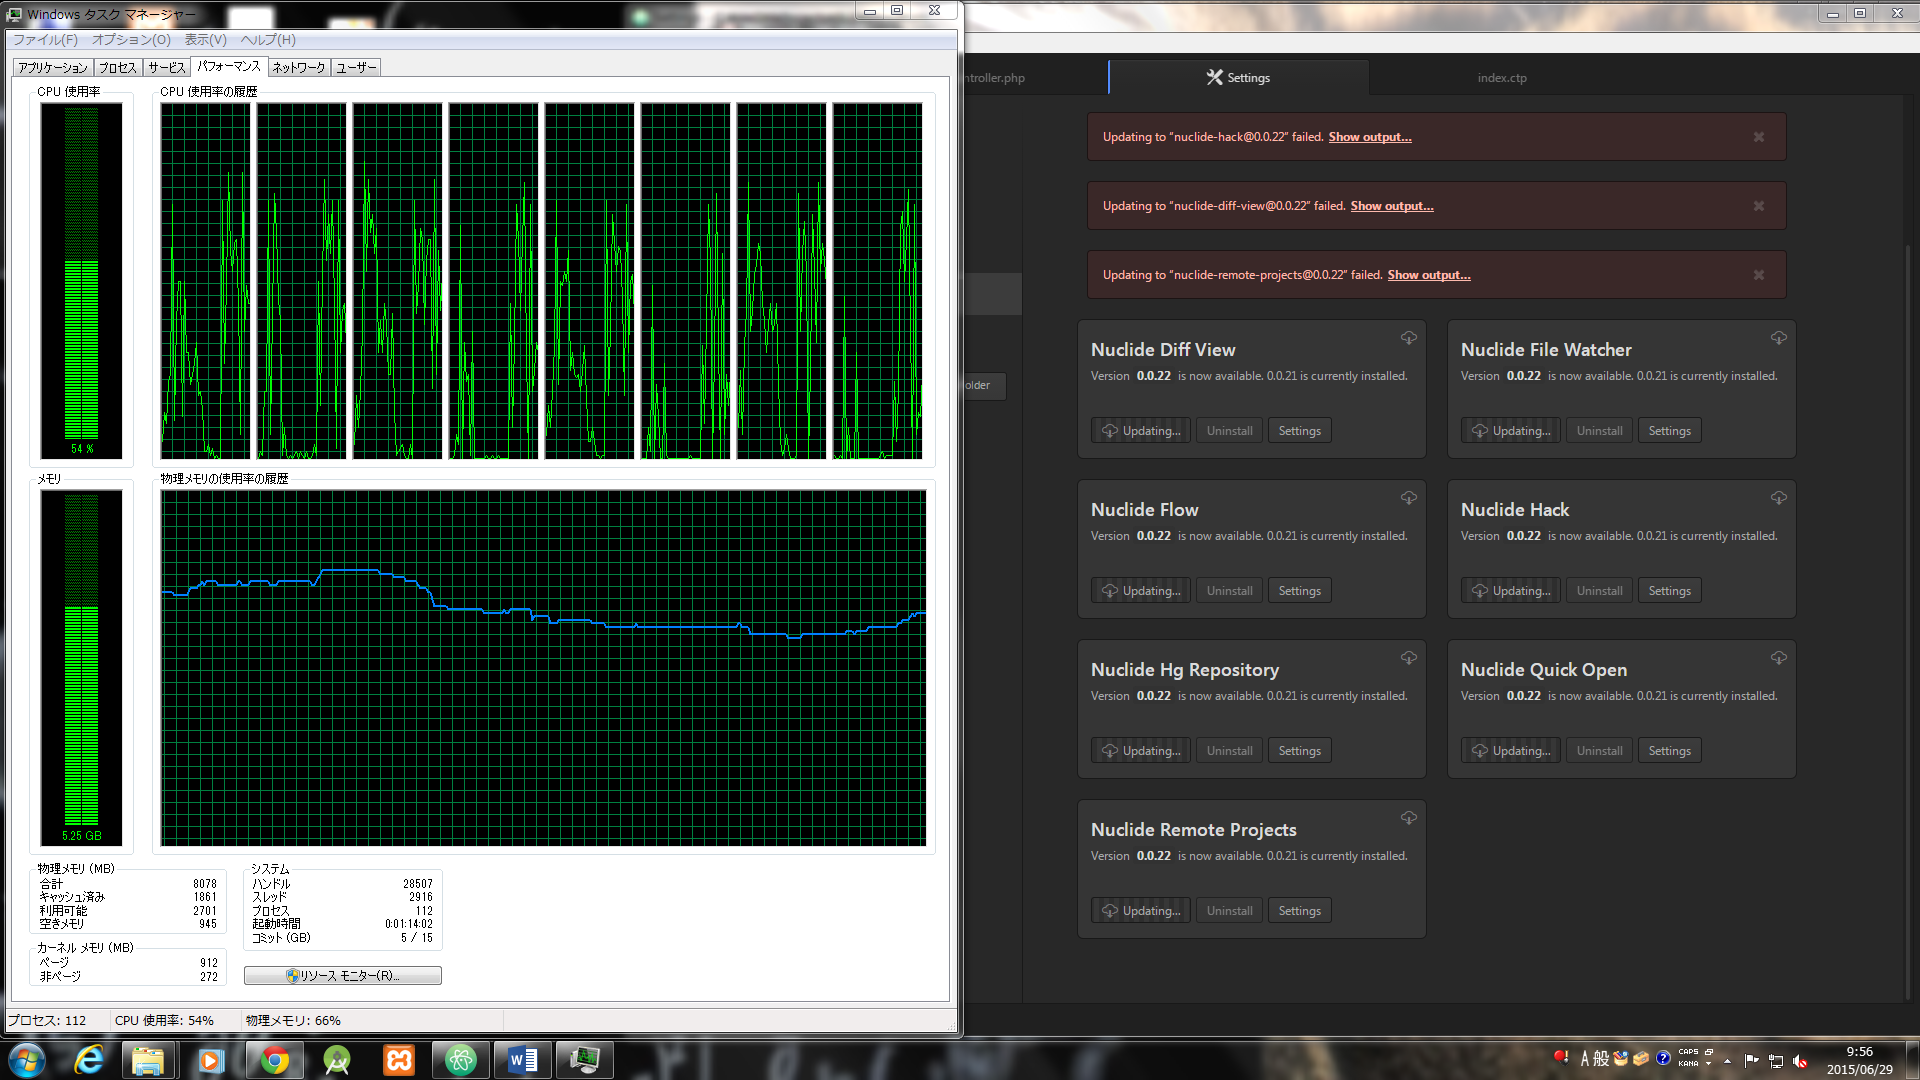 Windows タスク マネージャー
ファイル(F) オプション(O) 表示(V) ヘルプ(H)
アプリケーション プロセス サービス パフォーマンス ネットワーク ユーザー
CPU 使用率
CPU 使用率の履歴
54 %
メモリ
物理メモリの使用率の履歴
5.25 GB
物理メモリ (MB)
合計 8078
キャッシュ済み 1861
利用可能 2701
空きメモリ 945
カーネル メモリ (MB)
ページ 912
非ページ 272
システム
ハンドル 28507
スレッド 2916
プロセス 112
起動時間 0:01:14:02
コミット (GB) 5 / 15
リソース モニター(R)...
プロセス: 112 CPU 使用率: 54% 物理メモリ: 66%
ntroller.php Settings index.ctp
Updating to “nuclide-hack@0.0.22” failed. Show output...
Updating to “nuclide-diff-view@0.0.22” failed. Show output...
Updating to “nuclide-remote-projects@0.0.22” failed. Show output...
older
Nuclide Diff View
Version 0.0.22 is now available. 0.0.21 is currently installed.
Updating... Uninstall Settings
Nuclide File Watcher
Version 0.0.22 is now available. 0.0.21 is currently installed.
Updating... Uninstall Settings
Nuclide Flow
Version 0.0.22 is now available. 0.0.21 is currently installed.
Updating... Uninstall Settings
Nuclide Hack
Version 0.0.22 is now available. 0.0.21 is currently installed.
Updating... Uninstall Settings
Nuclide Hg Repository
Version 0.0.22 is now available. 0.0.21 is currently installed.
Updating... Uninstall Settings
Nuclide Quick Open
Version 0.0.22 is now available. 0.0.21 is currently installed.
Updating... Uninstall Settings
Nuclide Remote Projects
Version 0.0.22 is now available. 0.0.21 is currently installed.
Updating... Uninstall Settings
A 般 CAPS
KANA
9:56
2015/06/29